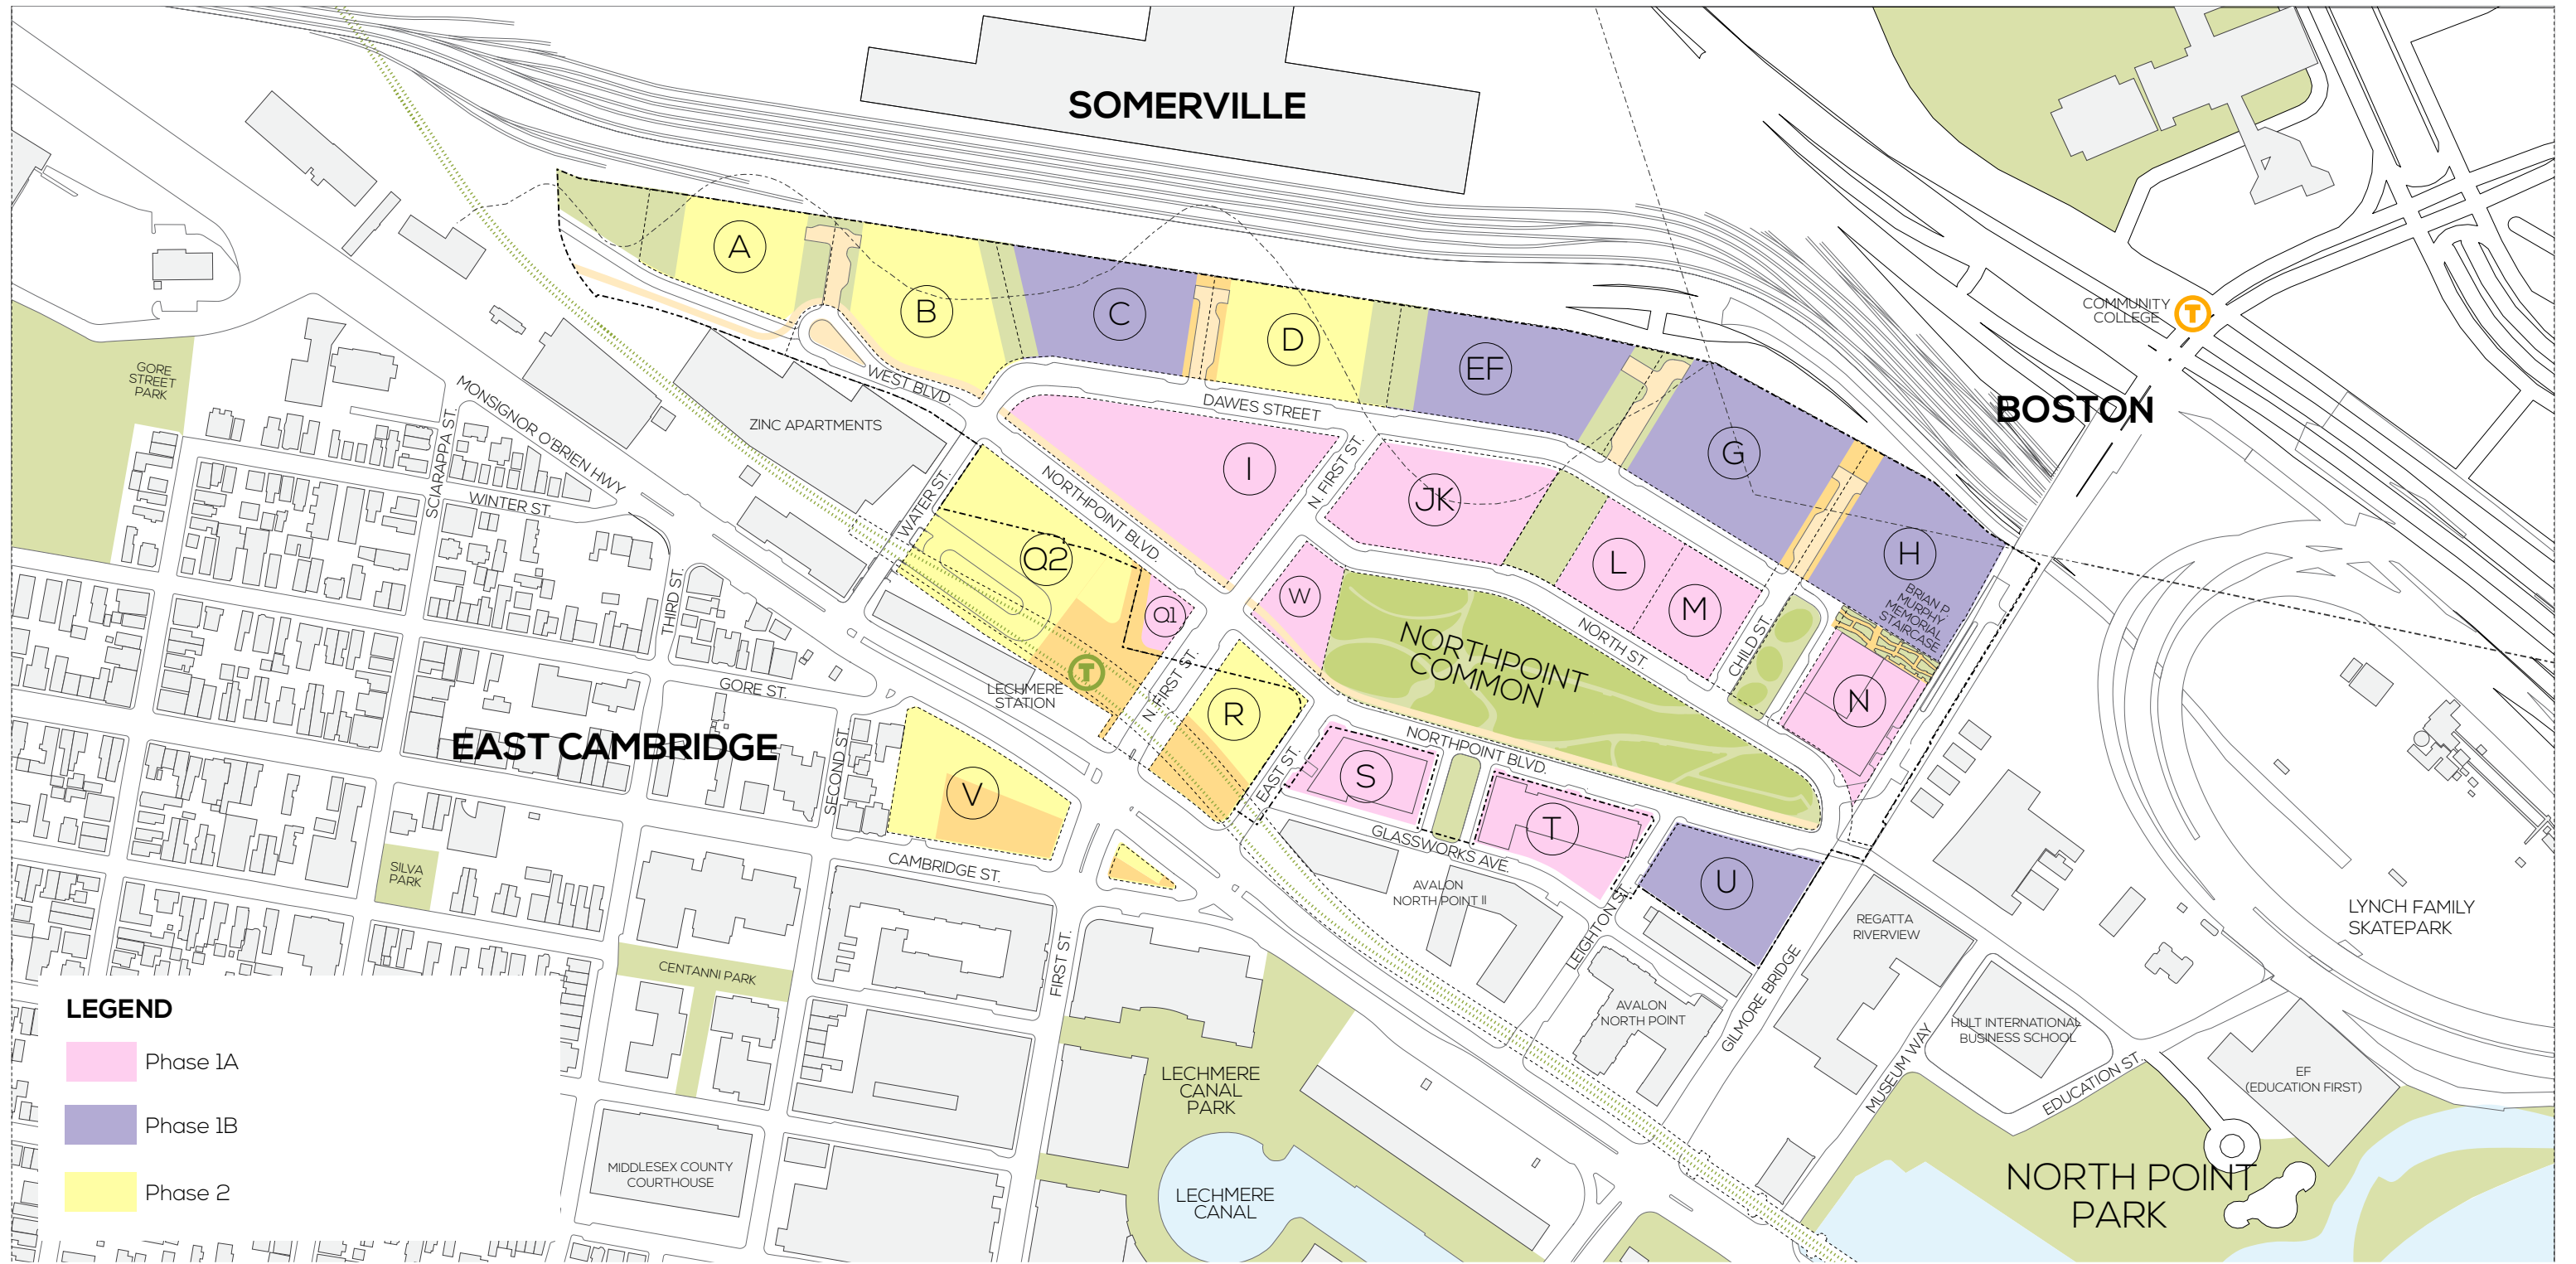 SOMERVILLE
BOSTON
EAST CAMBRIDGE
COMMUNITY
COLLEGE
T
A
B
C
D
EF
G
H
I
JK
L
M
N
Q2
Q1
W
R
S
T
U
V
BRIAN P.
MURPHY
MEMORIAL
STAIRCASE
NORTHPOINT
COMMON
WEST BLVD.
DAWES STREET
NORTHPOINT BLVD.
N. FIRST ST.
WATER ST.
NORTH ST.
CHILD ST.
NORTHPOINT BLVD.
N. FIRST ST.
EAST ST.
GLASSWORKS AVE.
LEIGHTON ST.
GILMORE BRIDGE
MUSEUM WAY
EDUCATION ST.
T
LECHMERE
STATION
ZINC APARTMENTS
GORE
STREET
PARK
MONSIGNOR O'BRIEN HWY
SCIARAPPA ST.
WINTER ST.
THIRD ST.
GORE ST.
SECOND ST.
CAMBRIDGE ST.
FIRST ST.
SILVA
PARK
CENTANNI PARK
MIDDLESEX COUNTY
COURTHOUSE
LECHMERE
CANAL
PARK
LECHMERE
CANAL
AVALON
NORTH POINT II
AVALON
NORTH POINT
REGATTA
RIVERVIEW
HULT INTERNATIONAL
BUSINESS SCHOOL
EF
(EDUCATION FIRST)
LYNCH FAMILY
SKATEPARK
NORTH POINT
PARK
LEGEND
Phase 1A
Phase 1B
Phase 2